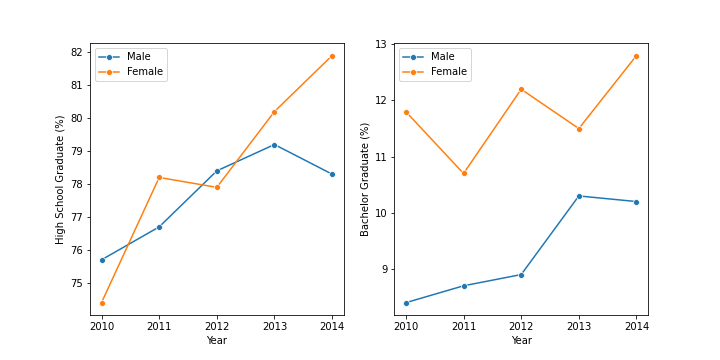 82
81
80
79
78
77
76
75
High School Graduate (%)
Male
Female
2010 2011 2012 2013 2014
Year
13
12
11
10
9
Bachelor Graduate (%)
Male
Female
2010 2011 2012 2013 2014
Year